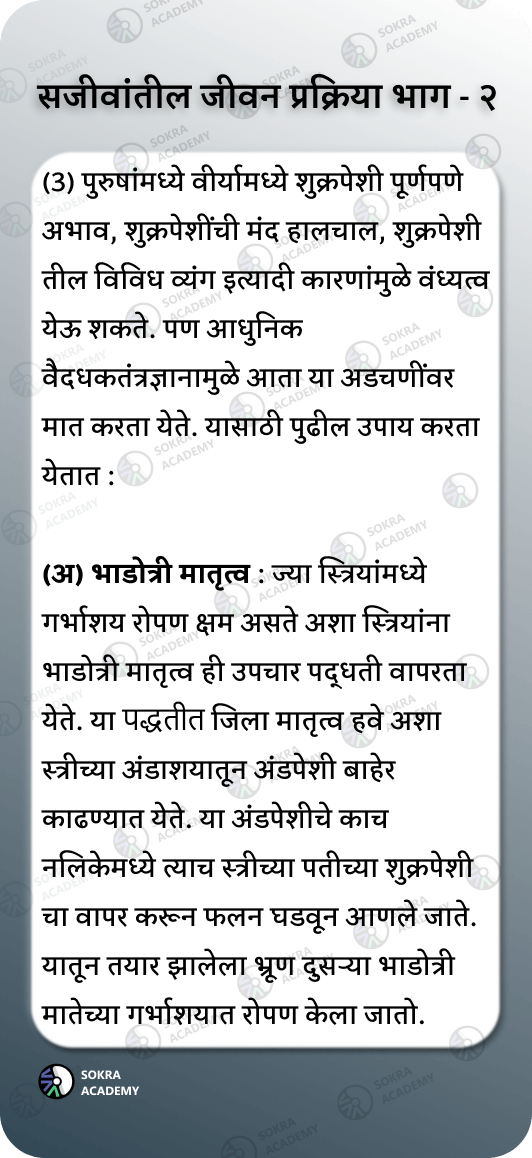 सजीवांतील जीवन प्रक्रिया भाग - २
(3) पुरुषांमध्ये वीर्यामध्ये शुक्रपेशी पूर्णपणे
अभाव, शुक्रपेशींची मंद हालचाल, शुक्रपेशी
तील विविध व्यंग इत्यादी कारणांमुळे वंध्यत्व
येऊ शकते. पण आधुनिक
वैदधकतंत्रज्ञानामुळे आता या अडचणींवर
मात करता येते. यासाठी पुढील उपाय करता
येतात :
(अ) भाडोत्री मातृत्व : ज्या स्त्रियांमध्ये
गर्भाशय रोपण क्षम असते अशा स्त्रियांना
भाडोत्री मातृत्व ही उपचार पद्धती वापरता
येते. या पद्धतीत जिला मातृत्व हवे अशा
स्त्रीच्या अंडाशयातून अंडपेशी बाहेर
काढण्यात येते. या अंडपेशीचे काच
नलिकेमध्ये त्याच स्त्रीच्या पतीच्या शुक्रपेशी
चा वापर करून फलन घडवून आणले जाते.
यातून तयार झालेला भ्रूण दुसऱ्या भाडोत्री
मातेच्या गर्भाशयात रोपण केला जातो.
SOKRA
ACADEMY